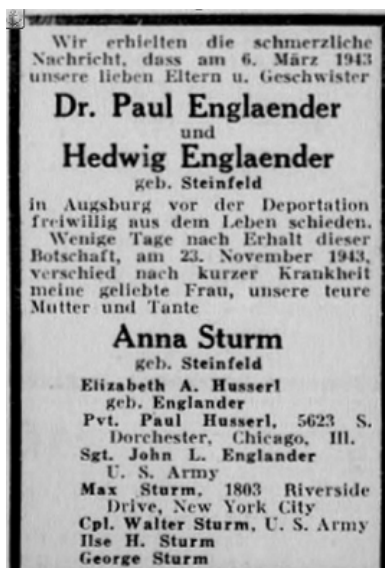 Wir erhielten die schmerzliche
Nachricht, dass am 6. März 1943
unsere lieben Eltern u. Geschwister
Dr. Paul Englaender
und
Hedwig Englaender
geb. Steinfeld
in Augsburg vor der Deportation
freiwillig aus dem Leben schieden.
Wenige Tage nach Erhalt dieser
Botschaft, am 23. November 1943,
verschied nach kurzer Krankheit
meine geliebte Frau, unsere teure
Mutter und Tante
Anna Sturm
geb. Steinfeld
Elizabeth A. Husserl
geb. Englander
Pvt. Paul Husserl, 5623 S.
Dorchester, Chicago, Ill.
Sgt. John L. Englander
U. S. Army
Max Sturm, 1803 Riverside
Drive, New York City
Cpl. Walter Sturm, U. S. Army
Ilse H. Sturm
George Sturm